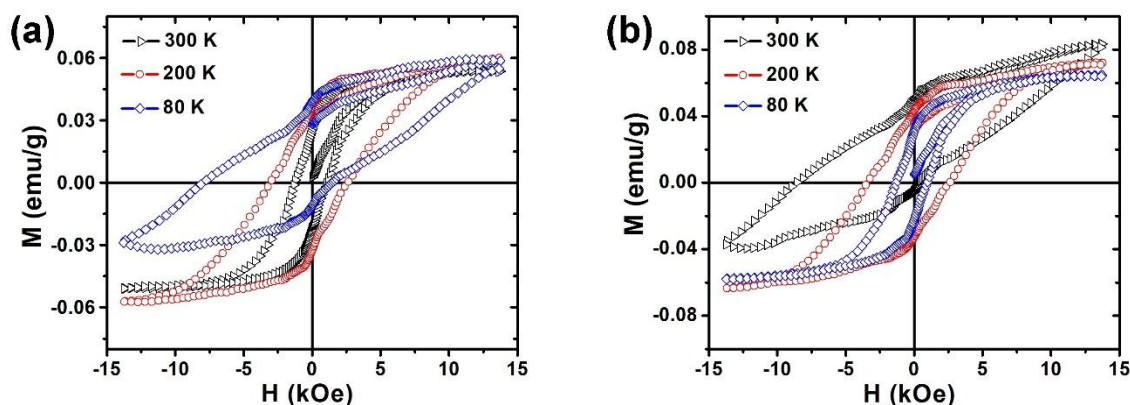 (a)
300 K
200 K
80 K
M (emu/g)
0.06
0.03
0.00
-0.03
-0.06
-15 -10 -5 0 5 10 15
H (kOe)
(b)
300 K
200 K
80 K
M (emu/g)
0.08
0.04
0.00
-0.04
-0.08
-15 -10 -5 0 5 10 15
H (kOe)